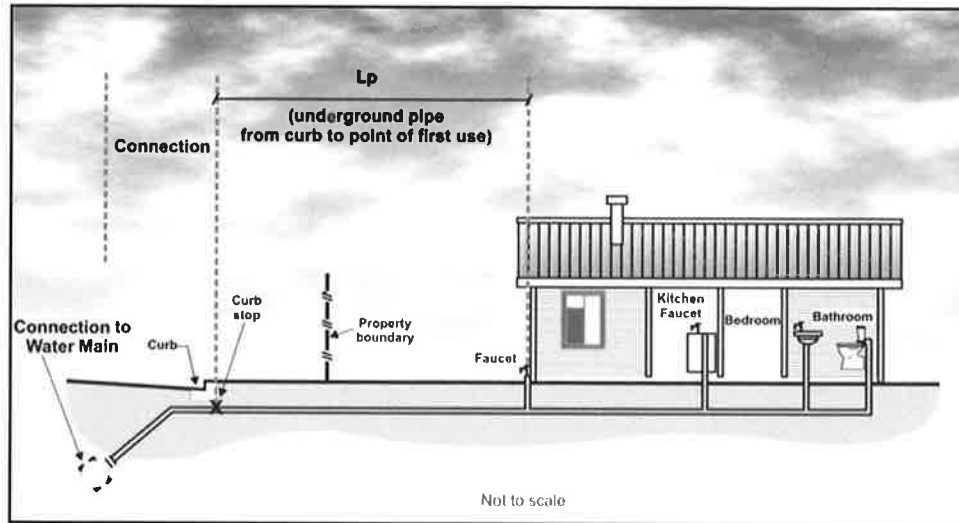 Lp
(underground pipe
from curb to point of first use)
Connection
Curb
stop
Kitchen
Faucet
Bedroom
Bathroom
Connection to
Water Main
Curb
Property
boundary
Faucet
Not to scale